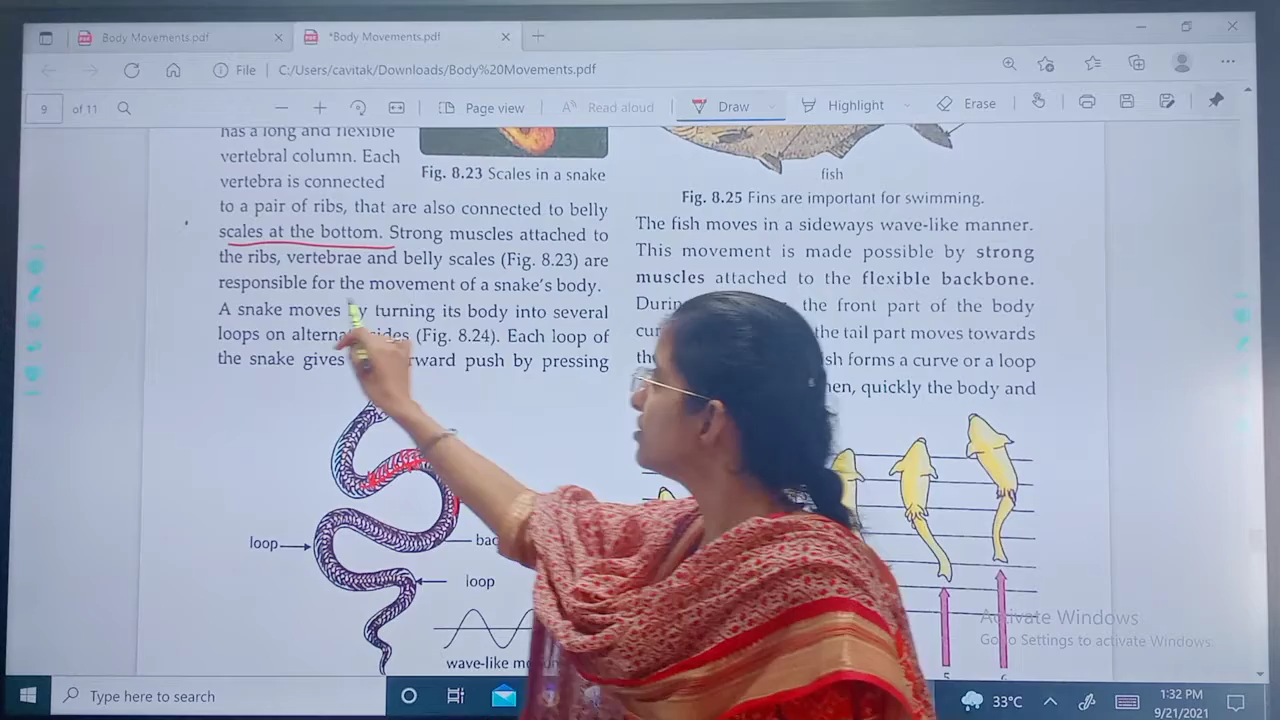 Body Movements.pdf
*Body Movements.pdf
File
C:/Users/cavitak/Downloads/Body%20Movements.pdf
9 of 11
Page view
Read aloud
Draw
Highlight
Erase
has a long and flexible
vertebral column. Each
vertebra is connected
to a pair of ribs, that are also connected to belly
scales at the bottom. Strong muscles attached to
the ribs, vertebrae and belly scales (Fig. 8.23) are
responsible for the movement of a snake's body.
A snake moves by turning its body into several
loops on sides (Fig. 8.24). Each loop of
the snake gives push by pressing
Fig. 8.23 Scales in a snake
loop
loop
fish
Fig. 8.25 Fins are important for swimming.
The fish moves in a sideways wave-like manner.
This movement is made possible by strong
muscles attached to the flexible backbone.
the front part of the body
the tail part moves towards
forms a curve or a loop
quickly the body and
wave-like
5
6
Activate Windows
Go to Settings to activate Windows.
Type here to search
33°C
1:32 PM
9/21/2021